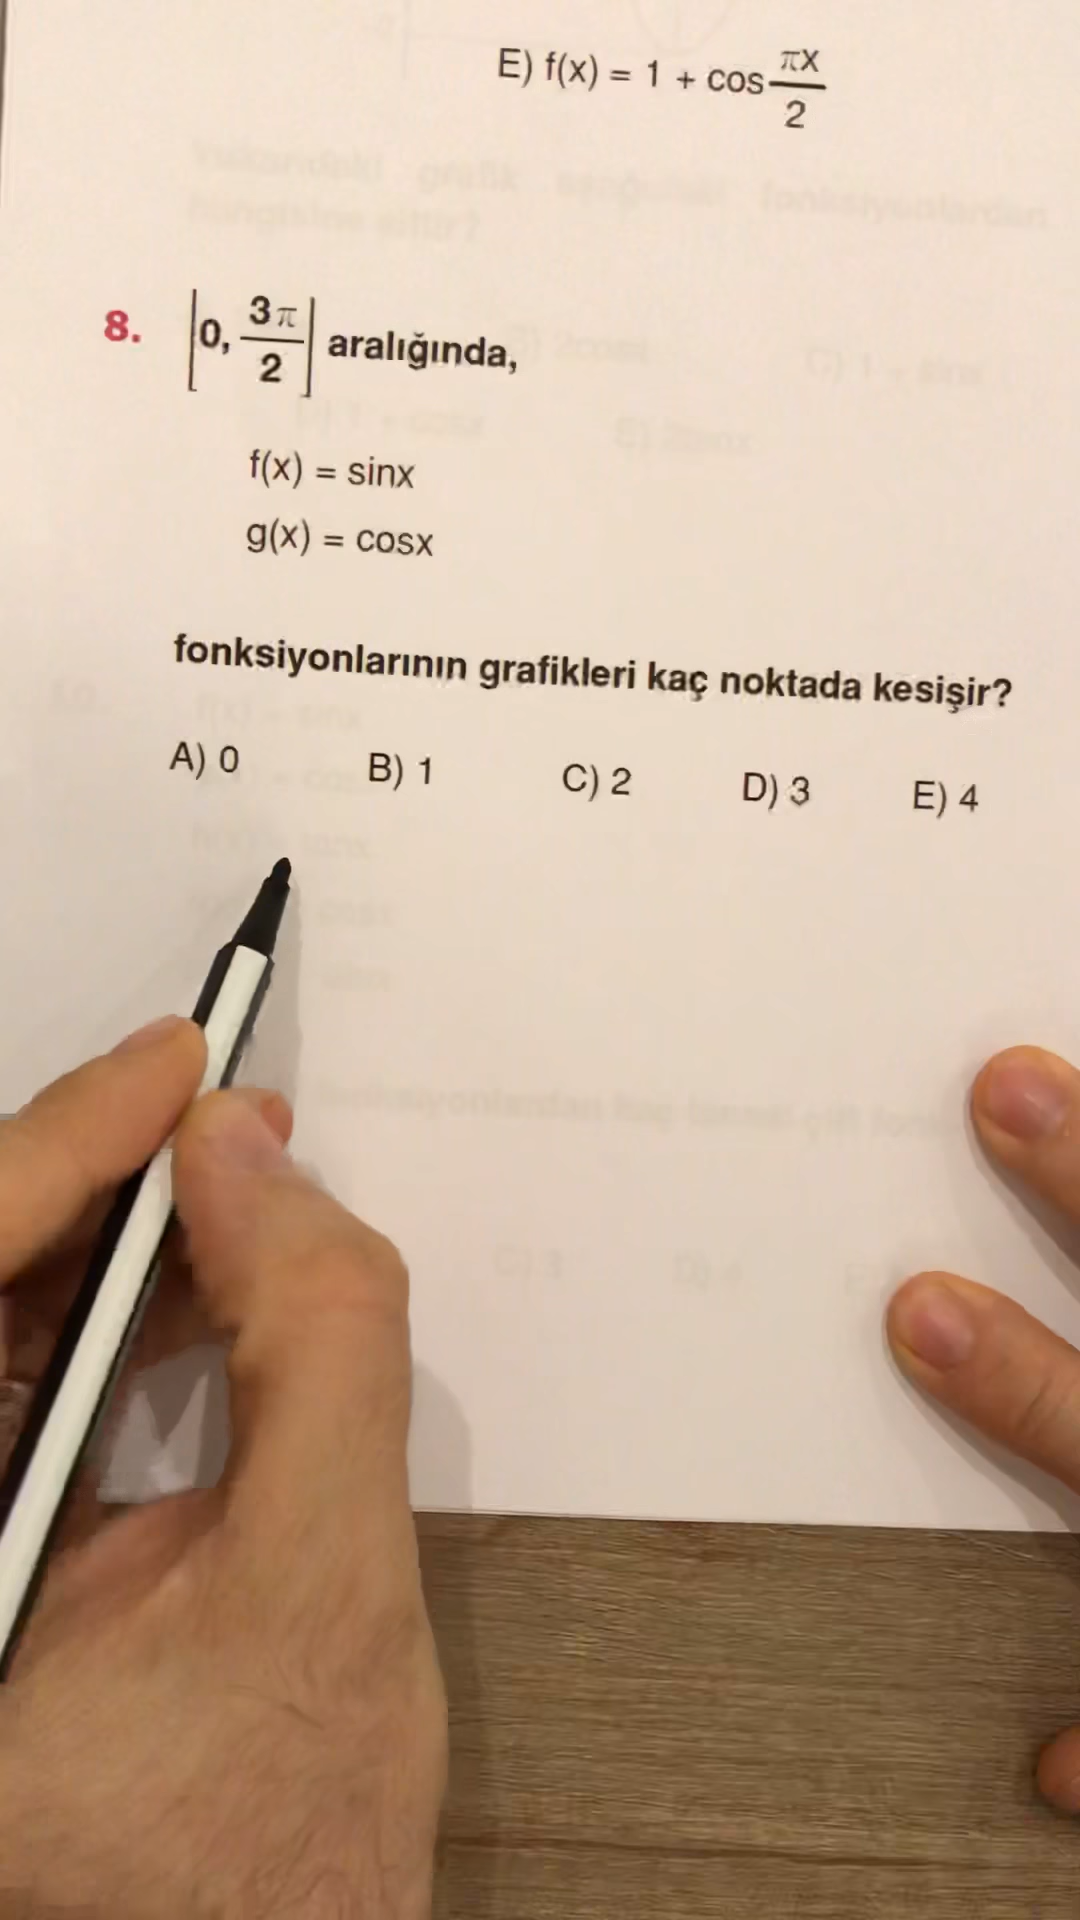 E) f(x) = 1 + cos πx/2
8. [0, 3π/2] aralığında,
f(x) = sinx
g(x) = cosx
fonksiyonlarının grafikleri kaç noktada kesişir?
A) 0 B) 1 C) 2 D) 3 E) 4